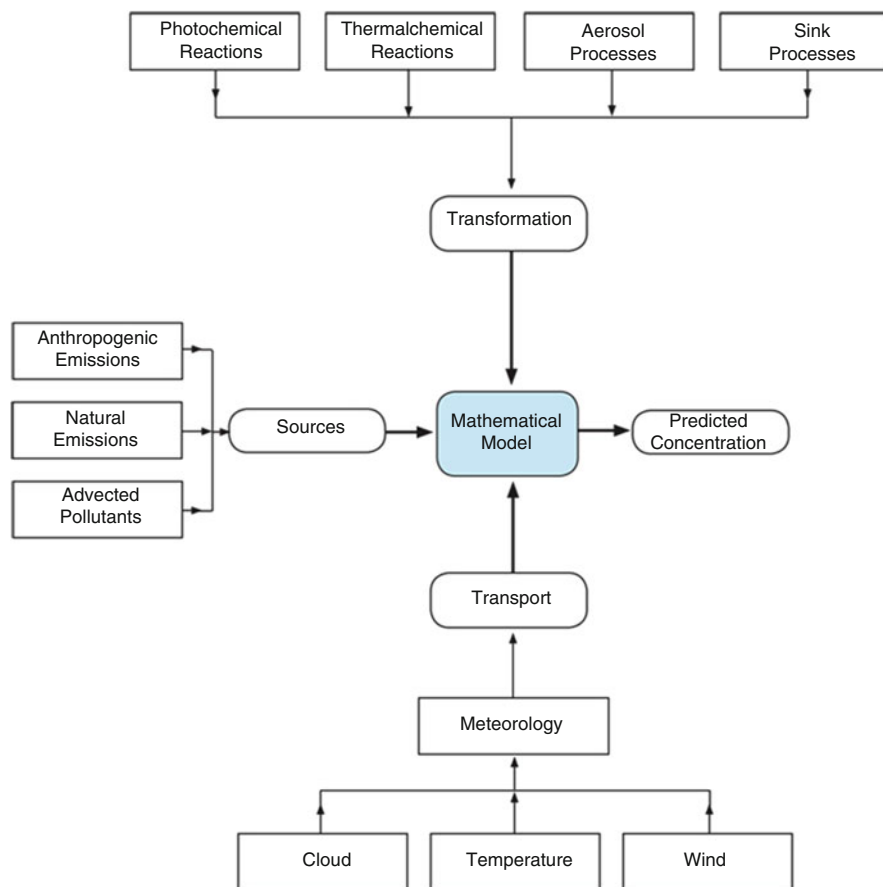 Photochemical
Reactions
Thermalchemical
Reactions
Aerosol
Processes
Sink
Processes
Transformation
Anthropogenic
Emissions
Natural
Emissions
Advected
Pollutants
Sources
Mathematical
Model
Predicted
Concentration
Transport
Meteorology
Cloud
Temperature
Wind